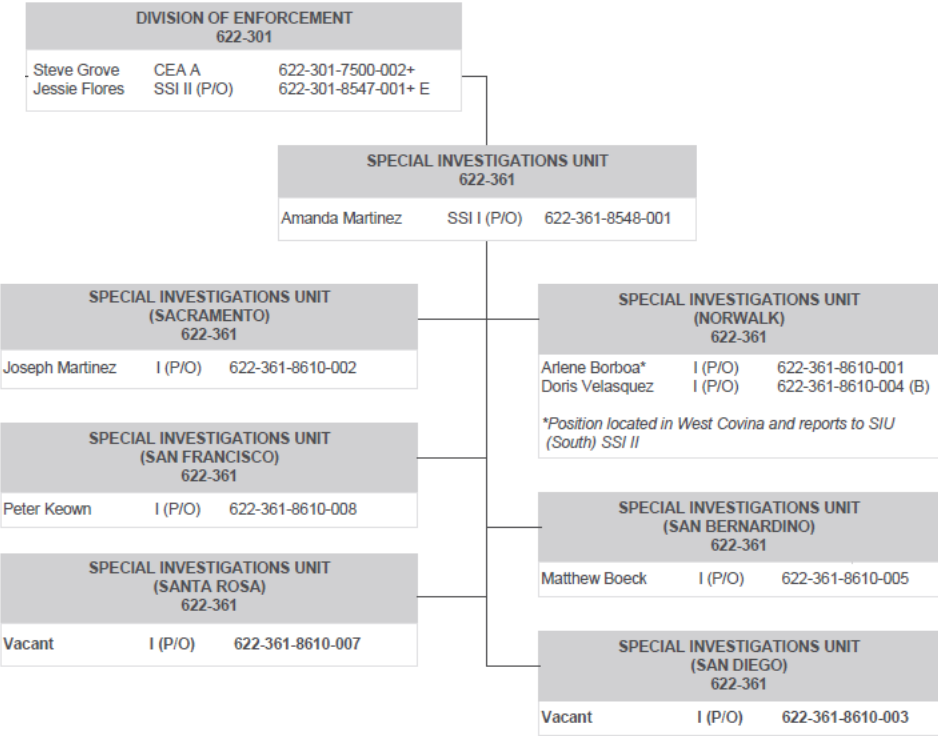 DIVISION OF ENFORCEMENT
622-301
Steve Grove CEA A 622-301-7500-002+
Jessie Flores SSI II (P/O) 622-301-8547-001+ E
SPECIAL INVESTIGATIONS UNIT
622-361
Amanda Martinez SSI I (P/O) 622-361-8548-001
SPECIAL INVESTIGATIONS UNIT
(SACRAMENTO)
622-361
Joseph Martinez I (P/O) 622-361-8610-002
SPECIAL INVESTIGATIONS UNIT
(SAN FRANCISCO)
622-361
Peter Keown I (P/O) 622-361-8610-008
SPECIAL INVESTIGATIONS UNIT
(SANTA ROSA)
622-361
Vacant I (P/O) 622-361-8610-007
SPECIAL INVESTIGATIONS UNIT
(NORWALK)
622-361
Arlene Borboa* I (P/O) 622-361-8610-001
Doris Velasquez I (P/O) 622-361-8610-004 (B)
*Position located in West Covina and reports to SIU
(South) SSI II
SPECIAL INVESTIGATIONS UNIT
(SAN BERNARDINO)
622-361
Matthew Boeck I (P/O) 622-361-8610-005
SPECIAL INVESTIGATIONS UNIT
(SAN DIEGO)
622-361
Vacant I (P/O) 622-361-8610-003